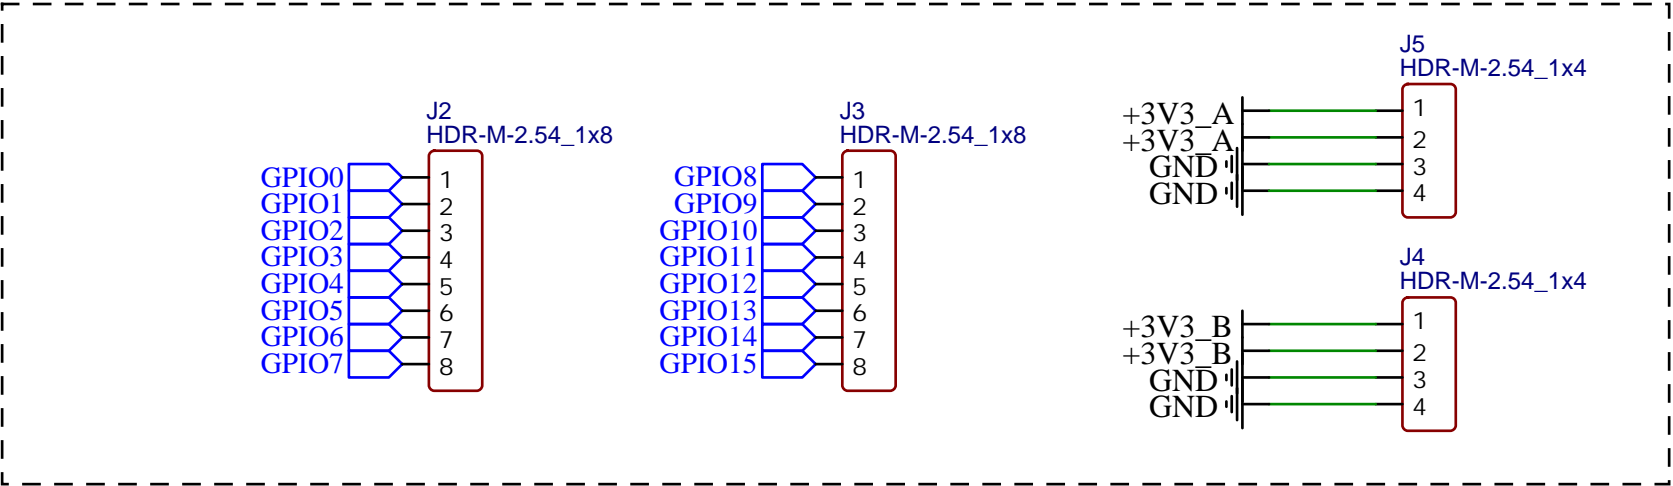 J2
HDR-M-2.54_1x8
GPIO0 1
GPIO1 2
GPIO2 3
GPIO3 4
GPIO4 5
GPIO5 6
GPIO6 7
GPIO7 8
J3
HDR-M-2.54_1x8
GPIO8 1
GPIO9 2
GPIO10 3
GPIO11 4
GPIO12 5
GPIO13 6
GPIO14 7
GPIO15 8
J5
HDR-M-2.54_1x4
+3V3_A 1
+3V3_A 2
GND 3
GND 4
J4
HDR-M-2.54_1x4
+3V3_B 1
+3V3_B 2
GND 3
GND 4